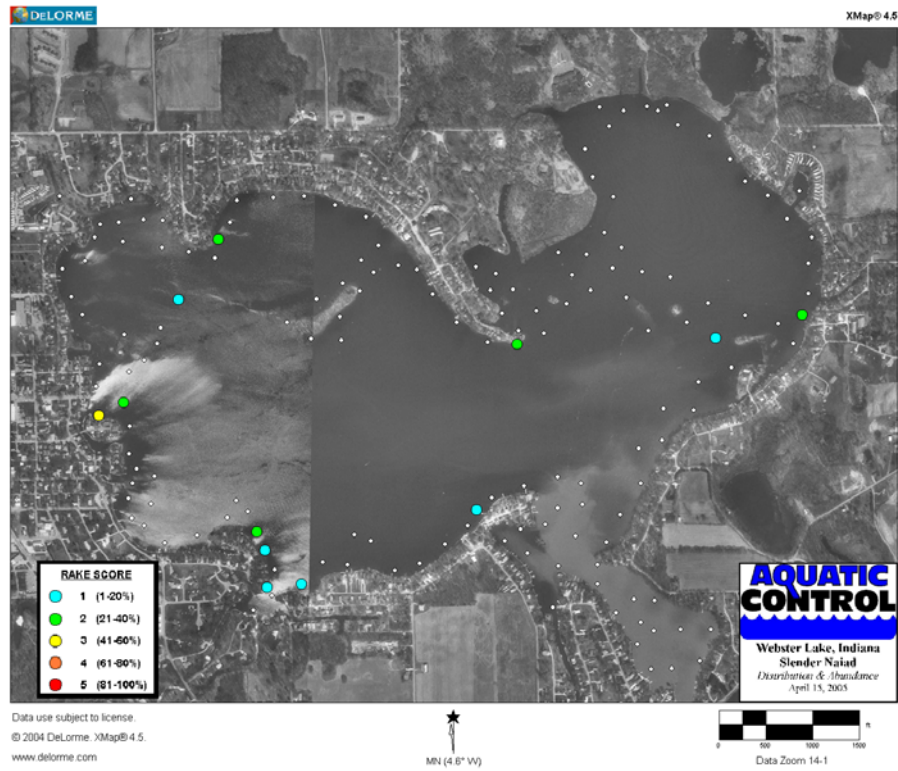 DELORME
XMap® 4.5
RAKE SCORE
1 (1-20%)
2 (21-40%)
3 (41-60%)
4 (61-80%)
5 (81-100%)
AQUATIC
CONTROL
Webster Lake, Indiana
Slender Naiad
Distribution & Abundance
April 15, 2005
Data use subject to license.
© 2004 DeLorme. XMap® 4.5.
www.delorme.com
MN (4.6° W)
ft
0 500 1000 1500
Data Zoom 14-1